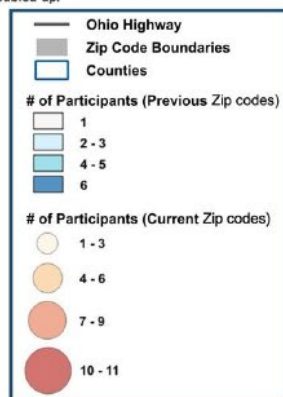 Ohio Highway
Zip Code Boundaries
Counties
# of Participants (Previous Zip codes)
1
2 - 3
4 - 5
6
# of Participants (Current Zip codes)
1 - 3
4 - 6
7 - 9
10 - 11